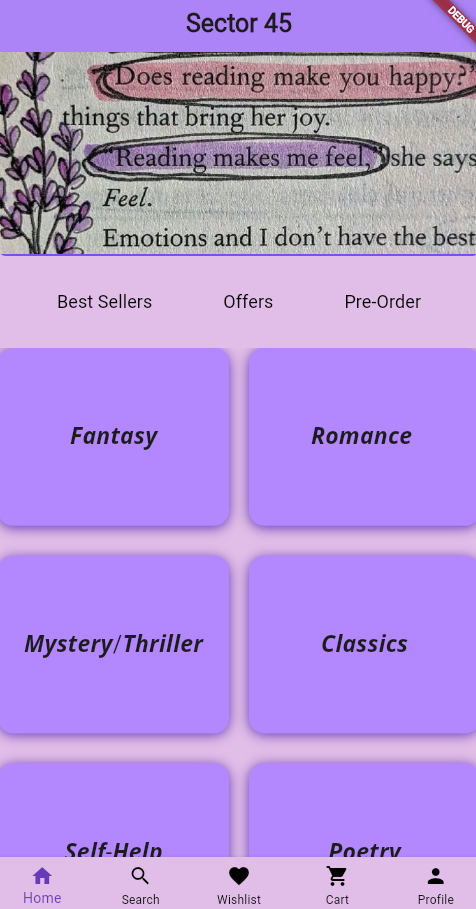 Sector 45
DEBUG
"Does reading make you happy?"
things that bring her joy.
"Reading makes me feel," she says
Feel.
Emotions and I don't have the best
Best Sellers Offers Pre-Order
Fantasy Romance
Mystery/Thriller Classics
Self-Help Poetry
Home Search Wishlist Cart Profile